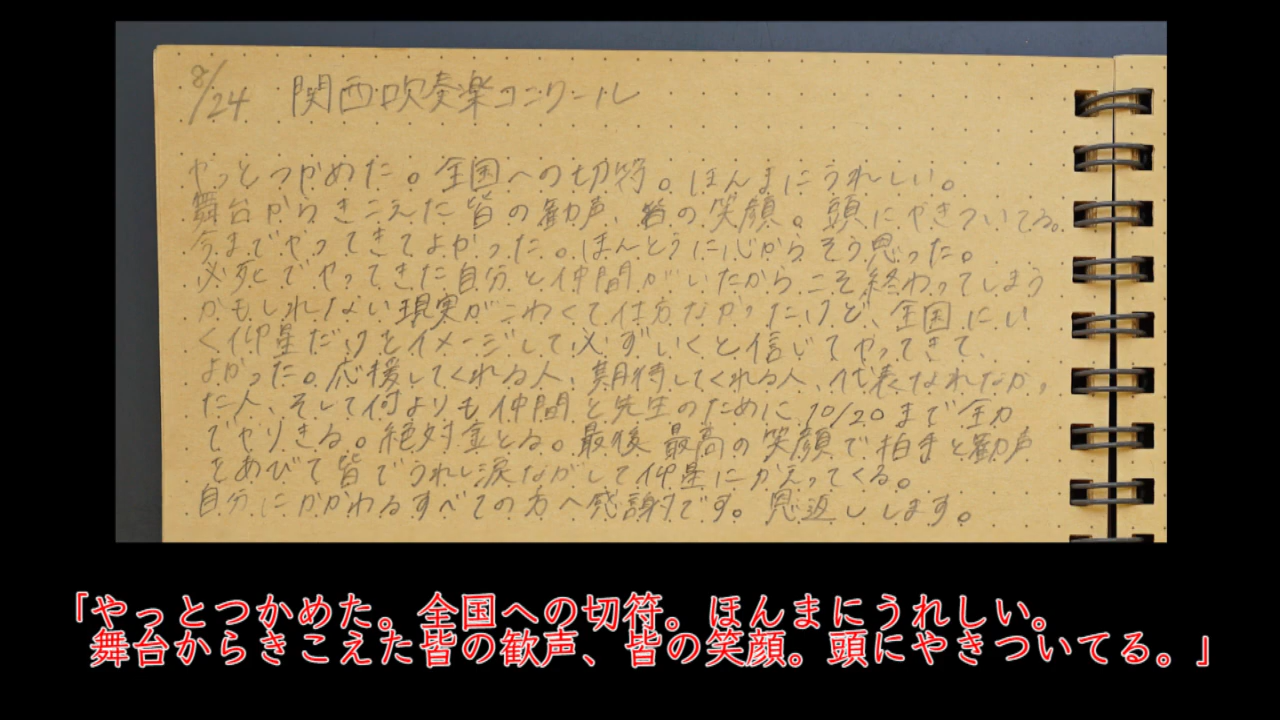 8/24 関西吹奏楽コンクール
やっとつかめた。全国への切符。ほんまにうれしい。
舞台からきこえた皆の歓声、皆の笑顔。頭にやきついてる。
今までやってきてよかった。ほんとうに心からそう思った。
必死でやってきた自分と仲間がいたからこそ終わってしまう
かもしれない現実がこわくて仕方なかったけど、全国にい
く仰星だけをイメージして必ずいくと信じてやってきて、
よかった。応援してくれる人、期待してくれる人、代表なれなかっ
た人、そして何よりも仲間と先生のために10/20まで全力
でやりきる。絶対金とる。最後最高の笑顔で拍手と歓声
をあびて皆でうれし涙ながして仰星にかえってくる。
自分にかかわるすべての方へ感謝です。恩返しします。
「やっとつかめた。全国への切符。ほんまにうれしい。
舞台からきこえた皆の歓声、皆の笑顔。頭にやきついてる。」